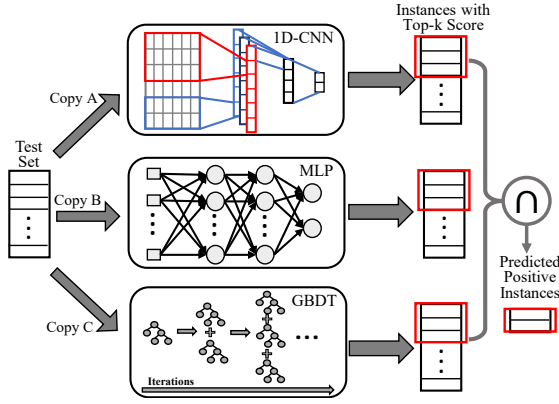 Instances with
Top-k Score
1D-CNN
Copy A
Test
Set
Copy B
MLP
∩
Predicted
Positive
Instances
Copy C
GBDT
Iterations